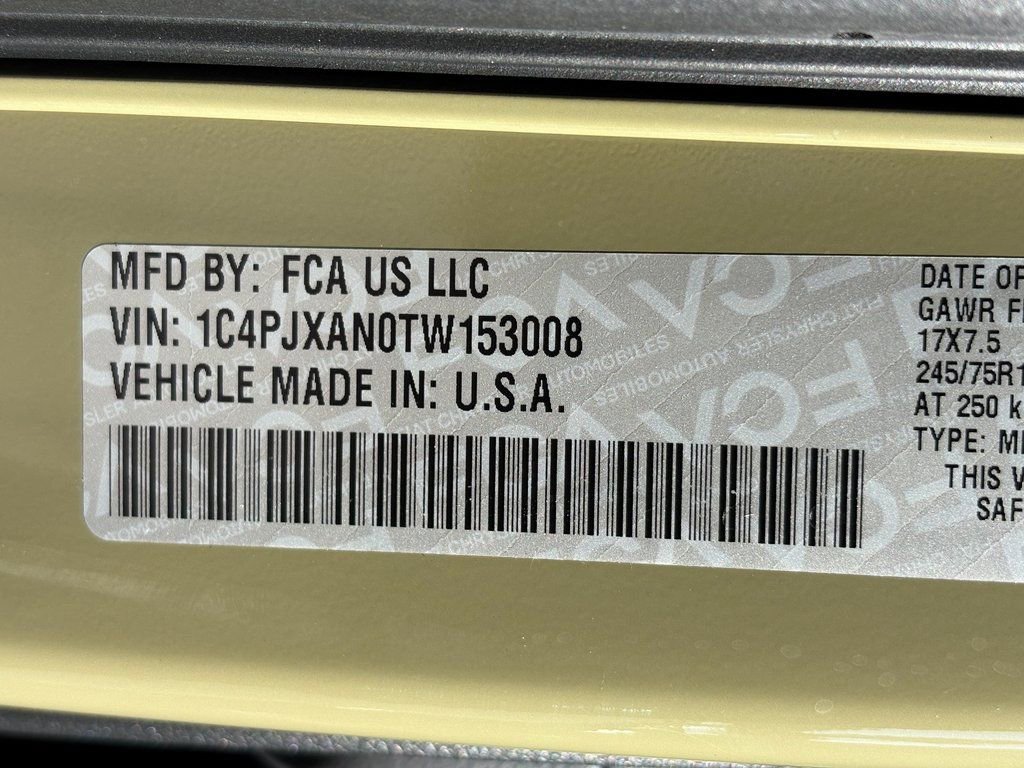 MFD BY: FCA US LLC
VIN: 1C4PJXAN0TW153008
VEHICLE MADE IN: U.S.A.
DATE OF
GAWR F
17X7.5
245/75R1
AT 250 k
TYPE: M
THIS V
SAF